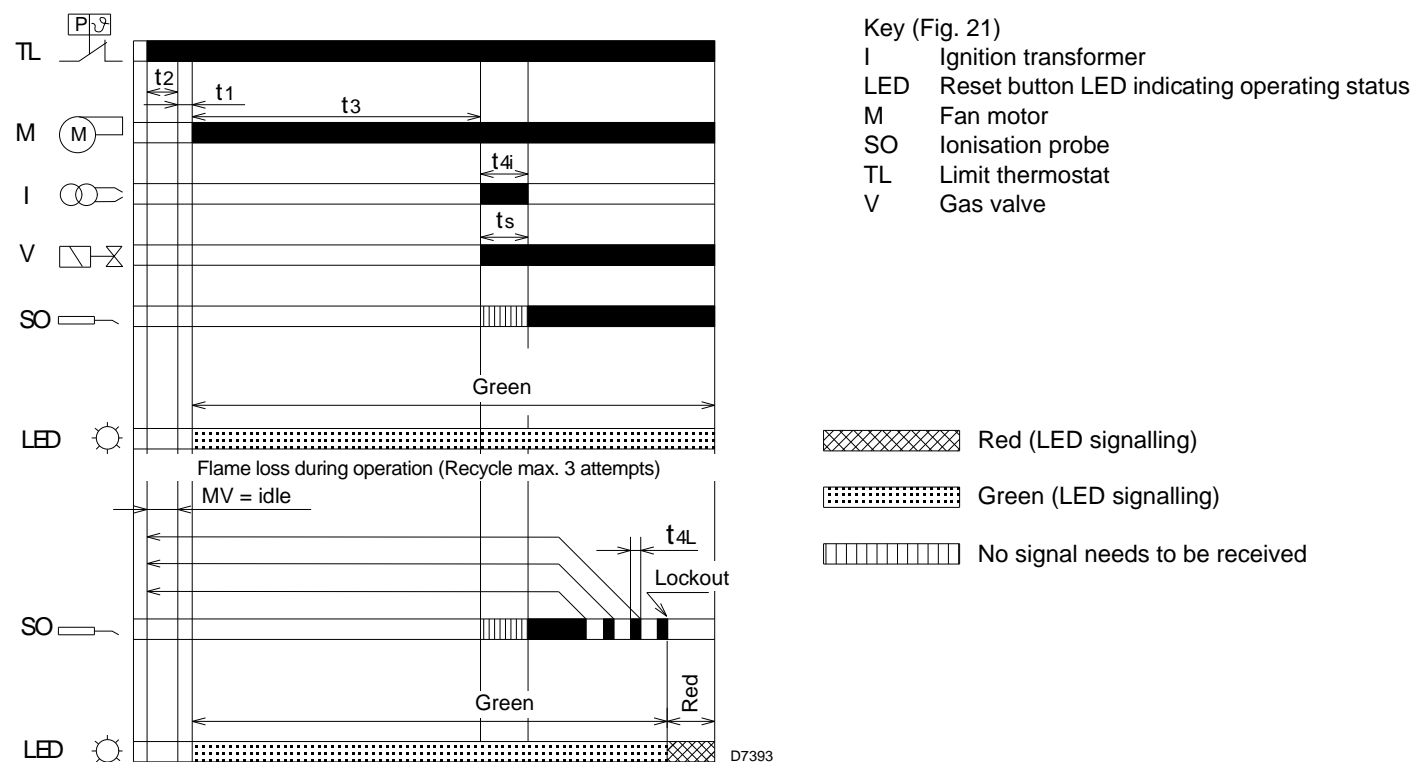 P ϑ
TL
t2
t1
t3
M
M
t4i
I
ts
V
SO
Green
LED
Flame loss during operation (Recycle max. 3 attempts)
MV = idle
t4L
Lockout
SO
Green
Red
LED
D7393
Key (Fig. 21)
I Ignition transformer
LED Reset button LED indicating operating status
M Fan motor
SO Ionisation probe
TL Limit thermostat
V Gas valve
Red (LED signalling)
Green (LED signalling)
No signal needs to be received